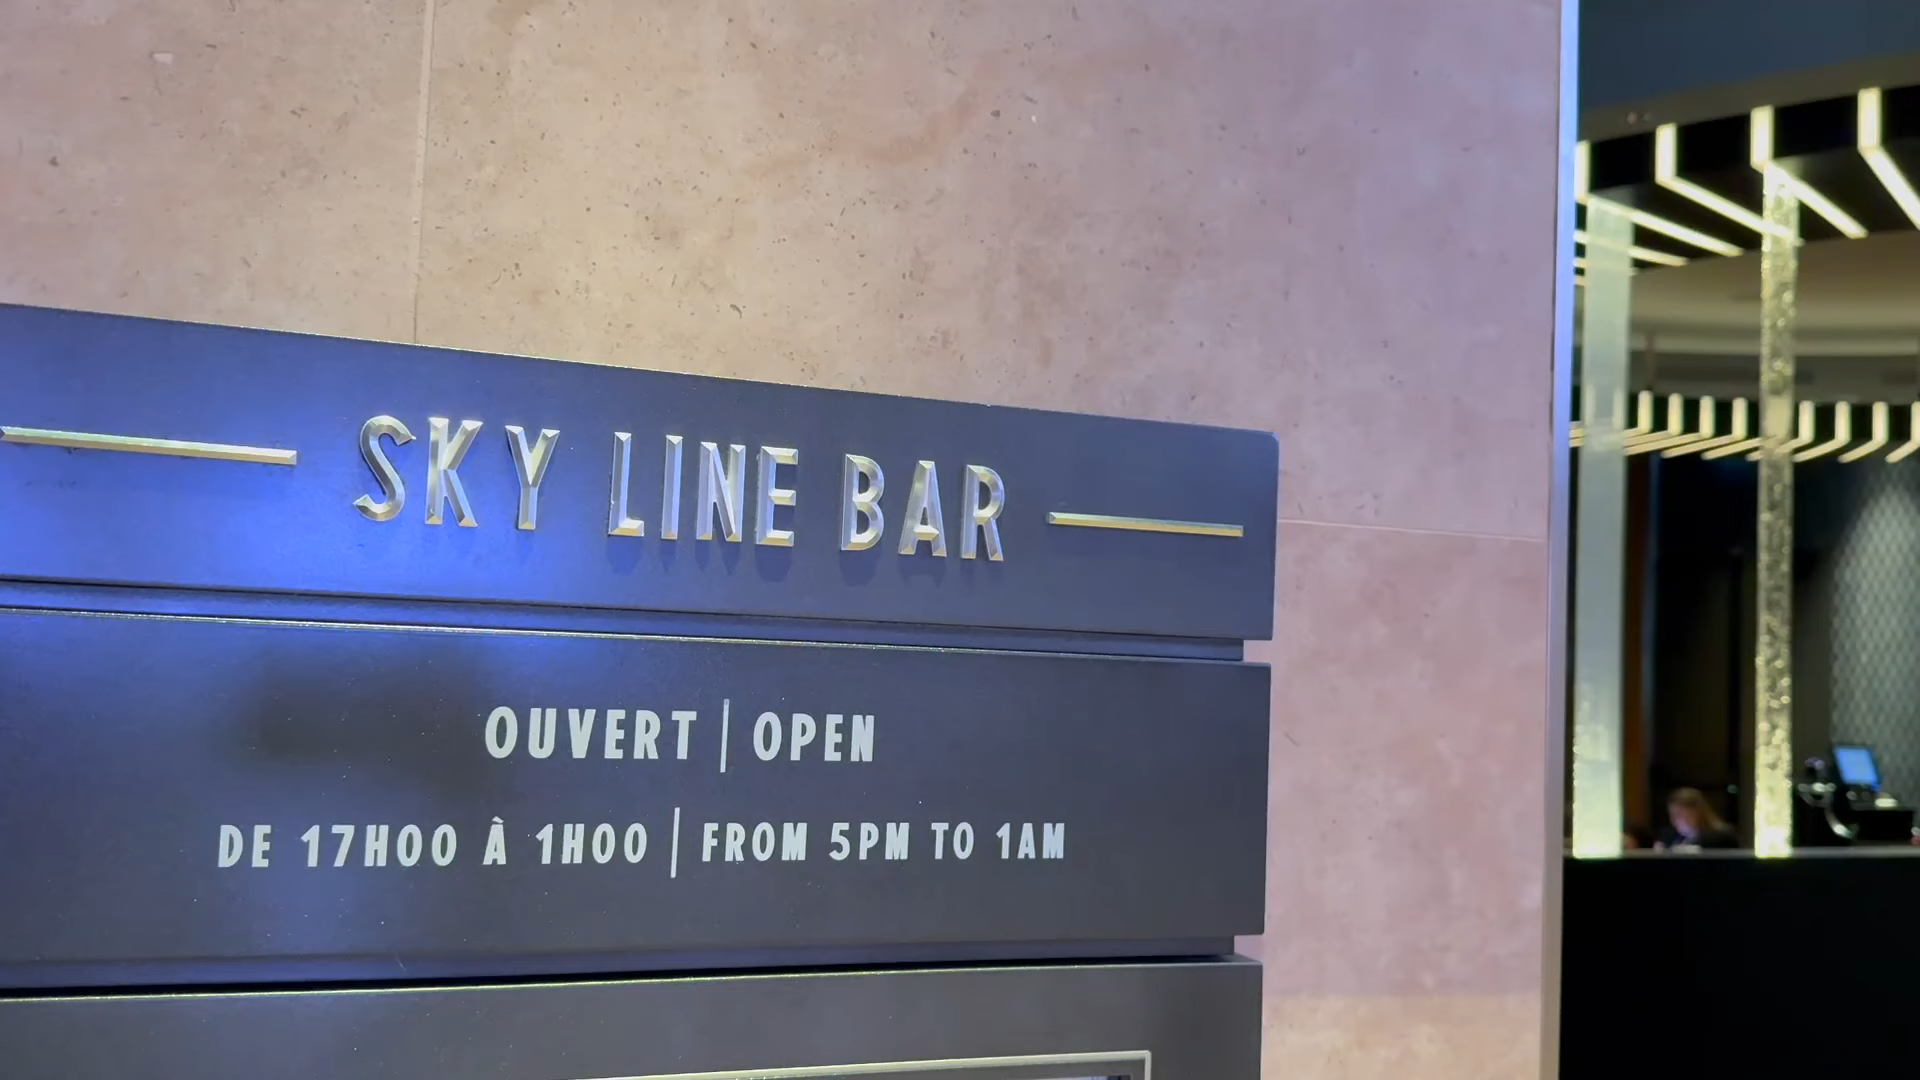 SKY LINE BAR
OUVERT | OPEN
DE 17H00 À 1H00 | FROM 5PM TO 1AM